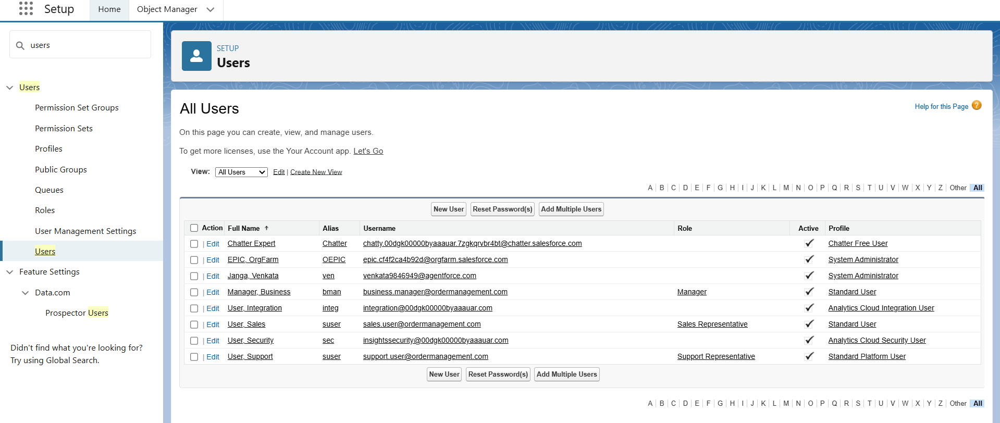 Setup Home Object Manager
users
SETUP
Users
Users
Permission Set Groups
Permission Sets
Profiles
Public Groups
Queues
Roles
User Management Settings
Users
Feature Settings
Data.com
Prospector Users
Didn't find what you're looking for?
Try using Global Search.
All Users
Help for this Page ?
On this page you can create, view, and manage users.
To get more licenses, use the Your Account app. Let's Go
View: All Users Edit | Create New View
A B C D E F G H I J K L M N O P Q R S T U V W X Y Z Other All
New User Reset Password(s) Add Multiple Users
Action Full Name ↑ Alias Username Role Active Profile
| Edit Chatter Expert Chatter chatty.00dgk00000byaaauar.7zgkqrvbr4bt@chatter.salesforce.com Chatter Free User
| Edit EPIC, OrgFarm OEPIC epic.cf4f2ca4b92d@orgfarm.salesforce.com System Administrator
| Edit Janga, Venkata ven venkata9846949@agentforce.com System Administrator
| Edit Manager, Business bman business.manager@ordermanagement.com Manager Standard User
| Edit User, Integration integ integration@00dgk00000byaaauar.com Analytics Cloud Integration User
| Edit User, Sales suser sales.user@ordermanagement.com Sales Representative Standard User
| Edit User, Security sec insightssecurity@00dgk00000byaaauar.com Analytics Cloud Security User
| Edit User, Support suser support.user@ordermanagement.com Support Representative Standard Platform User
New User Reset Password(s) Add Multiple Users
A B C D E F G H I J K L M N O P Q R S T U V W X Y Z Other All